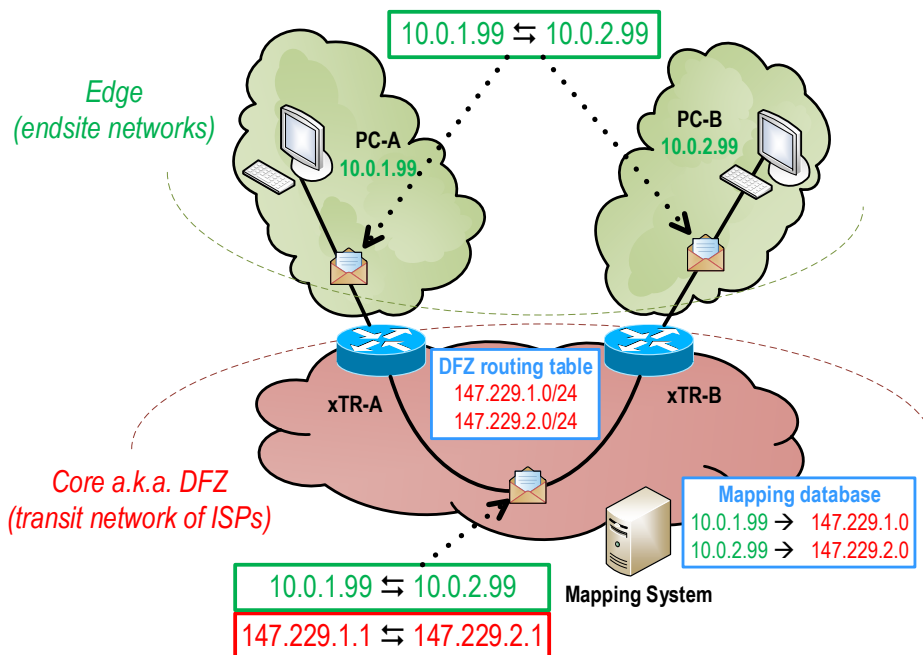 10.0.1.99 ⇆ 10.0.2.99
Edge
(endsite networks)
PC-A
10.0.1.99
PC-B
10.0.2.99
xTR-A
DFZ routing table
147.229.1.0/24
147.229.2.0/24
xTR-B
Core a.k.a. DFZ
(transit network of ISPs)
Mapping database
10.0.1.99 → 147.229.1.0
10.0.2.99 → 147.229.2.0
Mapping System
10.0.1.99 ⇆ 10.0.2.99
147.229.1.1 ⇆ 147.229.2.1